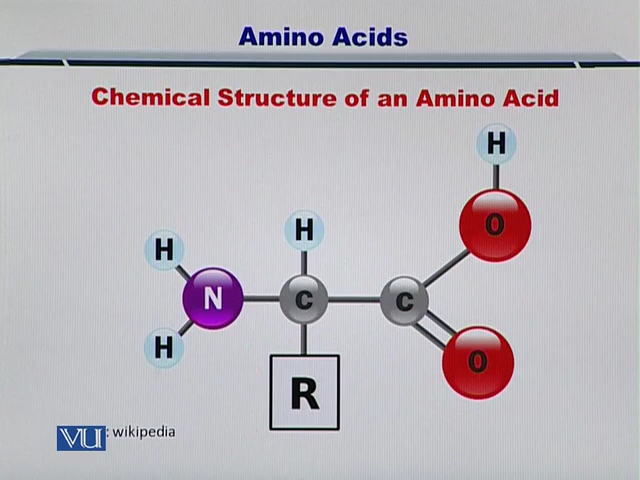 Amino Acids
Chemical Structure of an Amino Acid
H
O
H
H
N
C
C
H
O
R
VU : wikipedia